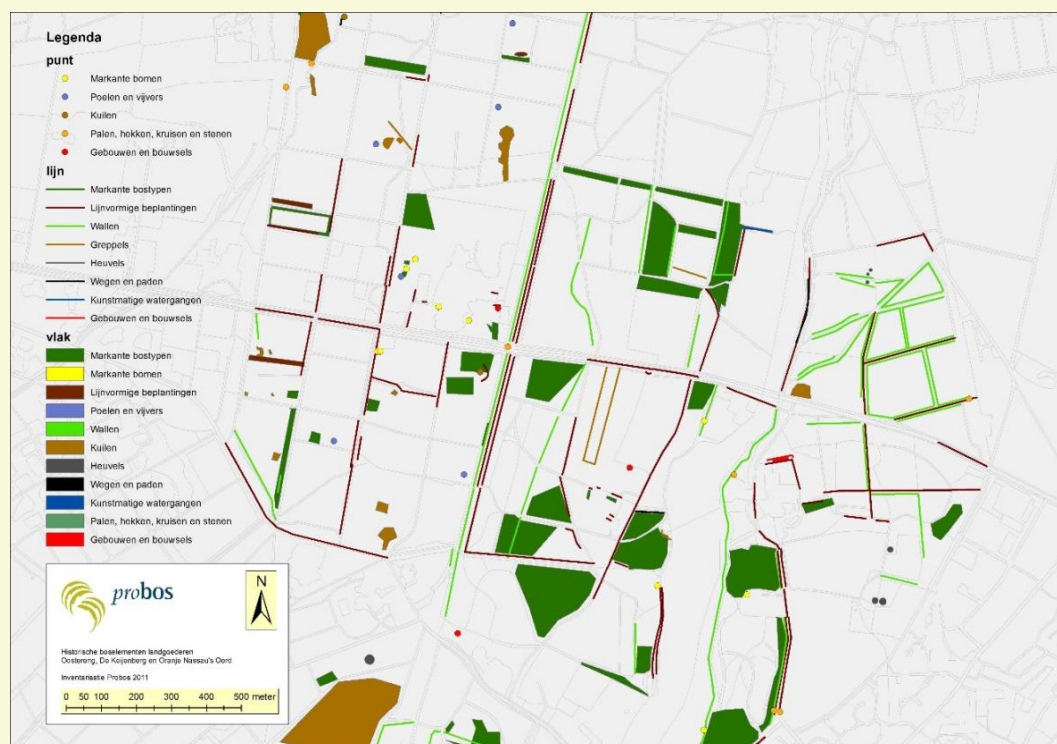 Legenda
punt
Markante bomen
Poelen en vijvers
Kuilen
Palen, hekken, kruisen en stenen
Gebouwen en bouwsels
lijn
Markante bostypen
Lijnvormige beplantingen
Wallen
Greppels
Heuvels
Wegen en paden
Kunstmatige watergangen
Gebouwen en bouwsels
vlak
Markante bostypen
Markante bomen
Lijnvormige beplantingen
Poelen en vijvers
Wallen
Kuilen
Heuvels
Wegen en paden
Kunstmatige watergangen
Palen, hekken, kruisen en stenen
Gebouwen en bouwsels
probos
N
Historische boselementen landgoederen
Oostereng, De Keijenberg en Oranje Nassau's Oord
Inventarisatie Probos 2011
0 50 100 200 300 400 500 meter